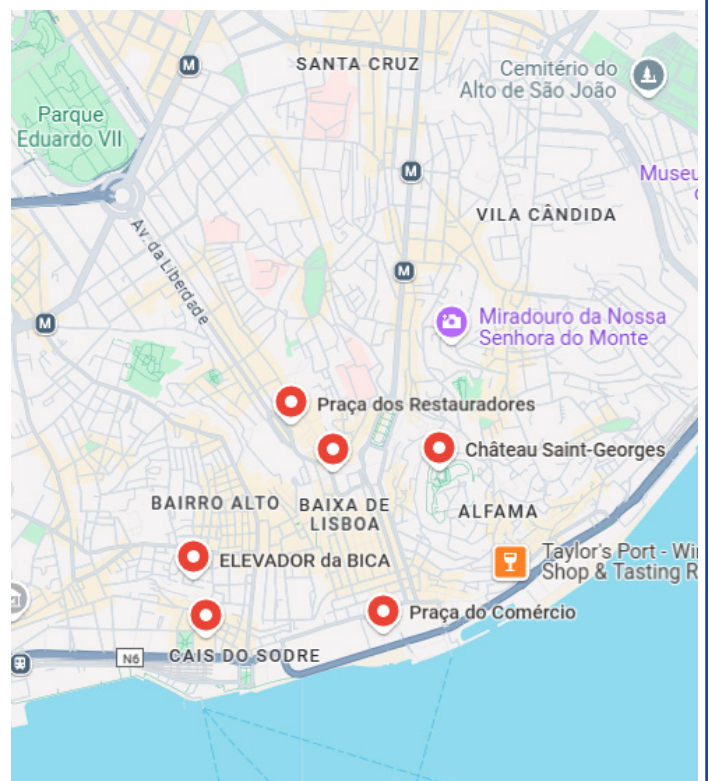 SANTA CRUZ
Cemitério do
Alto de São João
Parque
Eduardo VII
M
M
Museu
VILA CÂNDIDA
Av. da Liberdade
M
M
Miradouro da Nossa
Senhora do Monte
Praça dos Restauradores
Château Saint-Georges
BAIRRO ALTO
BAIXA DE
LISBOA
ALFAMA
ELEVADOR da BICA
Taylor's Port - Wi
Shop & Tasting R
Praça do Comércio
CAIS DO SODRE
N6